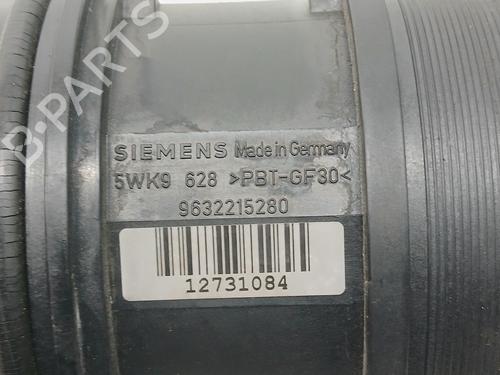 B-PARTS
SIEMENS Made in Germany
5WK9 628 >PBT-GF30<
9632215280
12731084